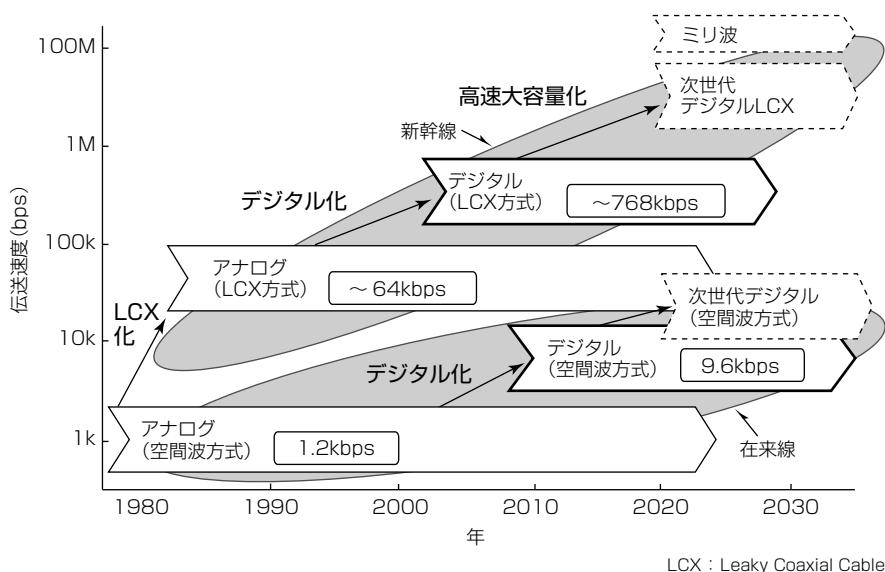 100M
1M
100k
10k
1k
伝送速度(bps)
ミリ波
次世代
デジタルLCX
高速大容量化
新幹線
デジタル
(LCX方式)
~768kbps
デジタル化
アナログ
(LCX方式)
~ 64kbps
LCX
化
次世代デジタル
(空間波方式)
デジタル
(空間波方式)
9.6kbps
デジタル化
アナログ
(空間波方式)
1.2kbps
在来線
1980
1990
2000
2010
2020
2030
年
LCX:Leaky Coaxial Cable